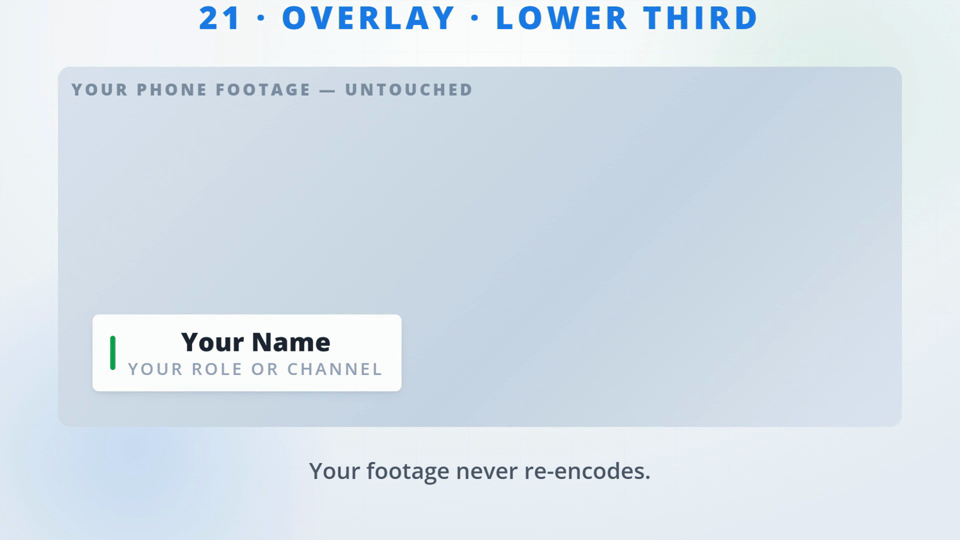 21 · OVERLAY · LOWER THIRD
YOUR PHONE FOOTAGE — UNTOUCHED
Your Name
YOUR ROLE OR CHANNEL
Your footage never re-encodes.